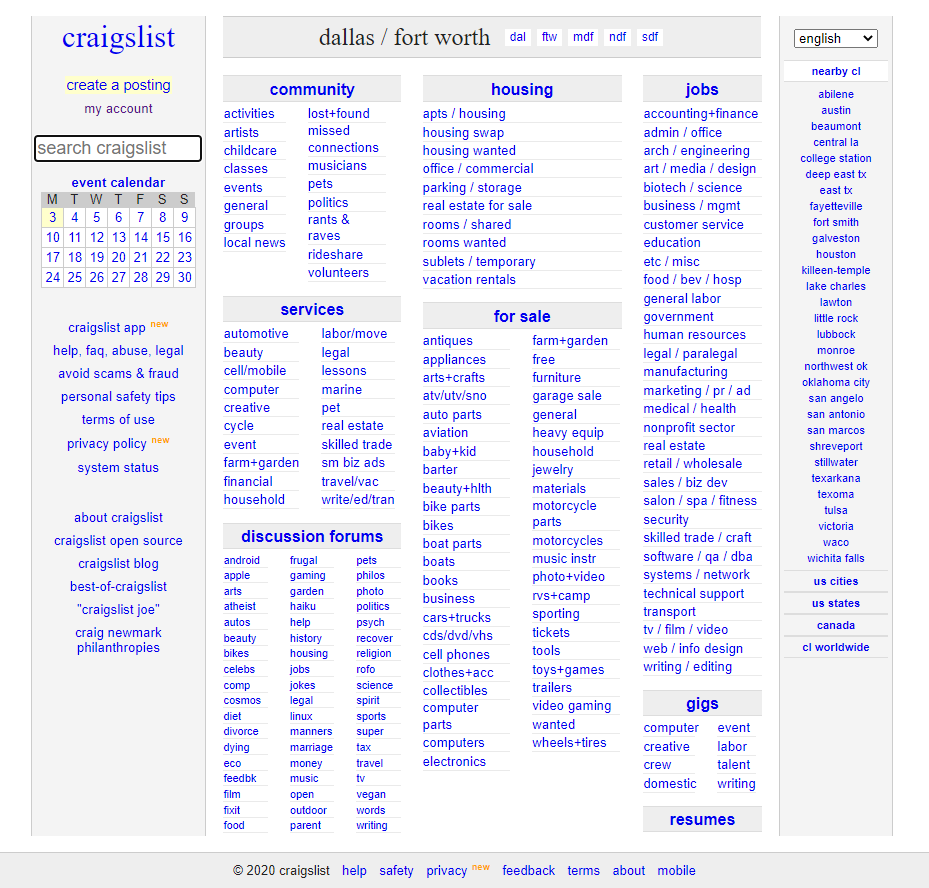 craigslist
create a posting
my account
search craigslist
event calendar
M T W T F S S
3 4 5 6 7 8 9
10 11 12 13 14 15 16
17 18 19 20 21 22 23
24 25 26 27 28 29 30
craigslist app new
help, faq, abuse, legal
avoid scams & fraud
personal safety tips
terms of use
privacy policy new
system status
about craigslist
craigslist open source
craigslist blog
best-of-craigslist
"craigslist joe"
craig newmark
philanthropies
dallas / fort worth dal ftw mdf ndf sdf
community
activities
artists
childcare
classes
events
general
groups
local news
lost+found
missed
connections
musicians
pets
politics
rants &
raves
rideshare
volunteers
services
automotive
beauty
cell/mobile
computer
creative
cycle
event
farm+garden
financial
household
labor/move
legal
lessons
marine
pet
real estate
skilled trade
sm biz ads
travel/vac
write/ed/tran
discussion forums
android
apple
arts
atheist
autos
beauty
bikes
celebs
comp
cosmos
diet
divorce
dying
eco
feedbk
film
fixit
food
frugal
gaming
garden
haiku
help
history
housing
jobs
jokes
legal
linux
manners
marriage
money
music
open
outdoor
parent
pets
philos
photo
politics
psych
recover
religion
rofo
science
spirit
sports
super
tax
travel
tv
vegan
words
writing
housing
apts / housing
housing swap
housing wanted
office / commercial
parking / storage
real estate for sale
rooms / shared
rooms wanted
sublets / temporary
vacation rentals
for sale
antiques
appliances
arts+crafts
atv/utv/sno
auto parts
aviation
baby+kid
barter
beauty+hlth
bike parts
bikes
boat parts
boats
books
business
cars+trucks
cds/dvd/vhs
cell phones
clothes+acc
collectibles
computer
parts
computers
electronics
farm+garden
free
furniture
garage sale
general
heavy equip
household
jewelry
materials
motorcycle
parts
motorcycles
music instr
photo+video
rvs+camp
sporting
tickets
tools
toys+games
trailers
video gaming
wanted
wheels+tires
jobs
accounting+finance
admin / office
arch / engineering
art / media / design
biotech / science
business / mgmt
customer service
education
etc / misc
food / bev / hosp
general labor
government
human resources
legal / paralegal
manufacturing
marketing / pr / ad
medical / health
nonprofit sector
real estate
retail / wholesale
sales / biz dev
salon / spa / fitness
security
skilled trade / craft
software / qa / dba
systems / network
technical support
transport
tv / film / video
web / info design
writing / editing
gigs
computer
creative
crew
domestic
event
labor
talent
writing
resumes
english
nearby cl
abilene
austin
beaumont
central la
college station
deep east tx
east tx
fayetteville
fort smith
galveston
houston
killeen-temple
lake charles
lawton
little rock
lubbock
monroe
northwest ok
oklahoma city
san angelo
san antonio
san marcos
shreveport
stillwater
texarkana
texoma
tulsa
victoria
waco
wichita falls
us cities
us states
canada
cl worldwide
© 2020 craigslist help safety privacy new feedback terms about mobile